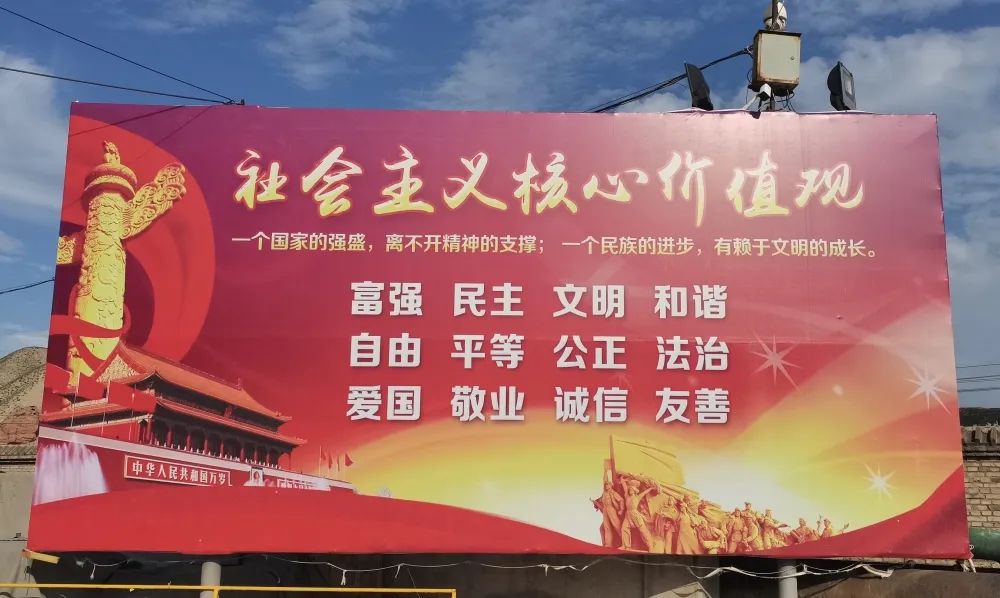 社会主义核心价值观
一个国家的强盛，离不开精神的支撑； 一个民族的进步，有赖于文明的成长。
富强 民主 文明 和谐
自由 平等 公正 法治
爱国 敬业 诚信 友善
中华人民共和国万岁